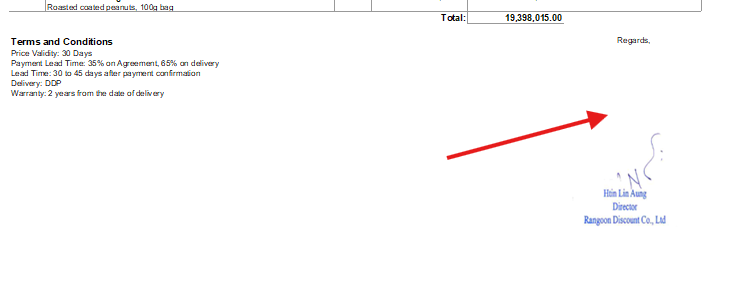 Roasted coated peanuts, 100g bag
Total: 19,398,015.00
Terms and Conditions
Price Validity: 30 Days
Payment Lead Time: 35% on Agreement, 65% on delivery
Lead Time: 30 to 45 days after payment confirmation
Delivery: DDP
Warranty: 2 years from the date of delivery
Regards,
Htin Lin Aung
Director
Rangoon Discount Co., Ltd